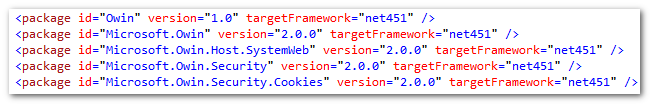 <package id="Owin" version="1.0" targetFramework="net451" />
<package id="Microsoft.Owin" version="2.0.0" targetFramework="net451" />
<package id="Microsoft.Owin.Host.SystemWeb" version="2.0.0" targetFramework="net451" />
<package id="Microsoft.Owin.Security" version="2.0.0" targetFramework="net451" />
<package id="Microsoft.Owin.Security.Cookies" version="2.0.0" targetFramework="net451" />